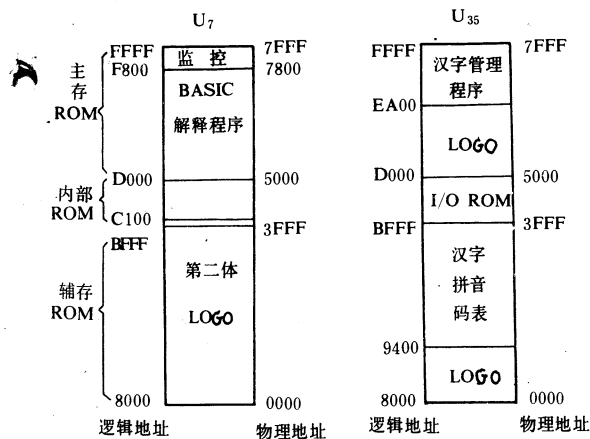 U7
FFFF
F800
主存
ROM
D000
内部
ROM
C100
BFFF
辅存
ROM
8000
逻辑地址
监控
BASIC
解释程序
第二体
LOGO
7FFF
7800
5000
3FFF
0000
物理地址
U35
FFFF
EA00
D000
BFFF
9400
8000
逻辑地址
汉字管理
程序
LOGO
I/O ROM
汉字
拼音
码表
LOGO
7FFF
5000
3FFF
0000
物理地址